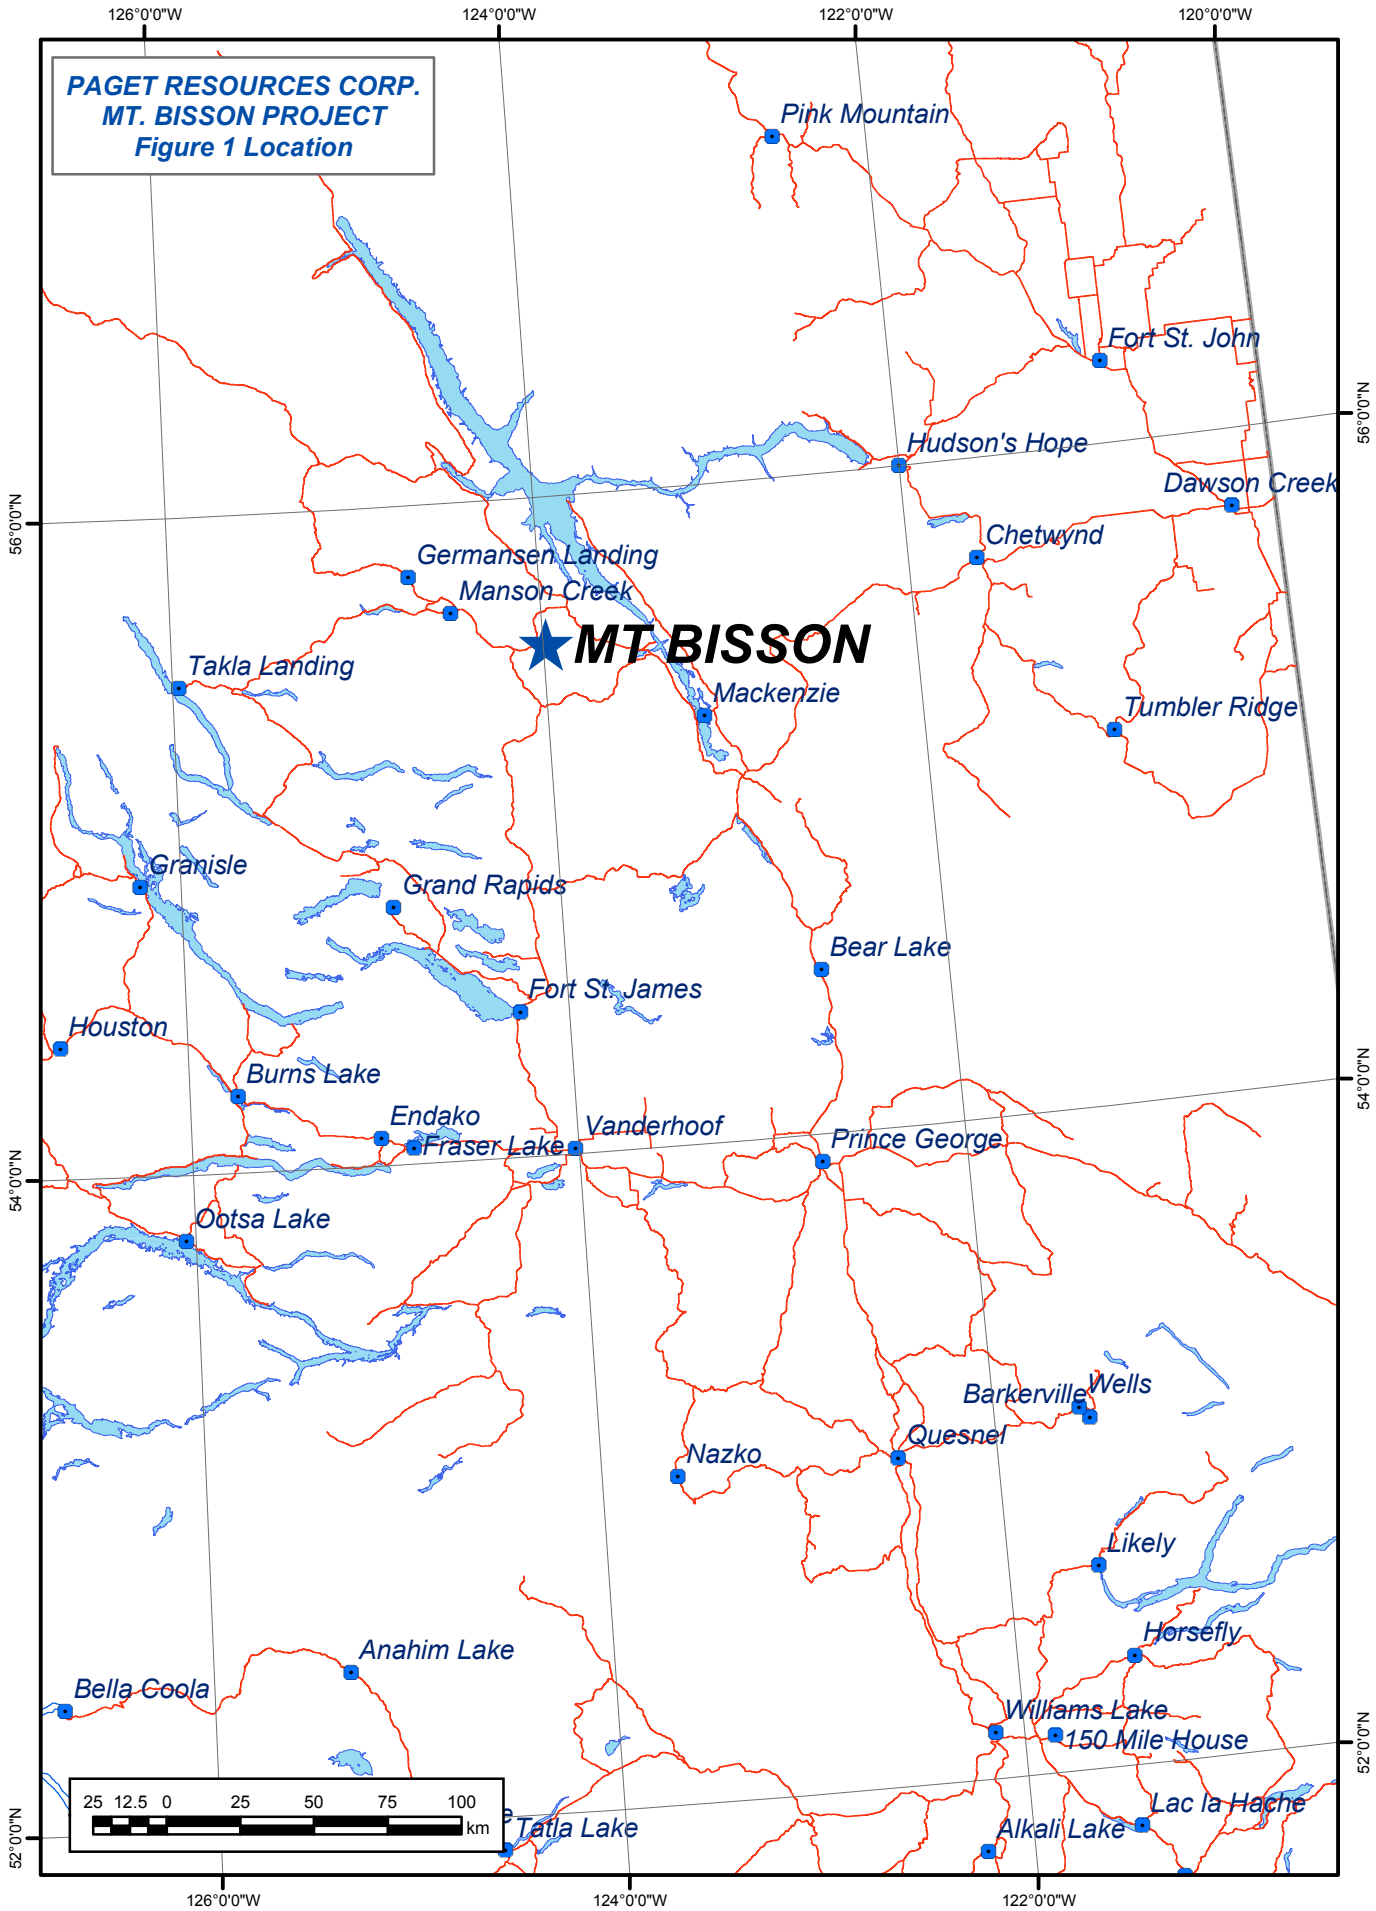 126°0'0"W
124°0'0"W
122°0'0"W
120°0'0"W
PAGET RESOURCES CORP.
MT. BISSON PROJECT
Figure 1 Location
Pink Mountain
Fort St. John
56°0'0"N
Hudson's Hope
Dawson Creek
56°0'0"N
Chetwynd
Germansen Landing
Manson Creek
MT BISSON
Takla Landing
Mackenzie
Tumbler Ridge
Granisle
Grand Rapids
Bear Lake
Fort St. James
Houston
Burns Lake
54°0'0"N
Endako
Fraser Lake
Vanderhoof
Prince George
54°0'0"N
Ootsa Lake
Barkerville
Wells
Quesnel
Nazko
Likely
Horsefly
Anahim Lake
Bella Coola
Williams Lake
150 Mile House
52°0'0"N
25 12.5 0 25 50 75 100
km
Lac la Hache
Tatla Lake
Alkali Lake
52°0'0"N
126°0'0"W
124°0'0"W
122°0'0"W